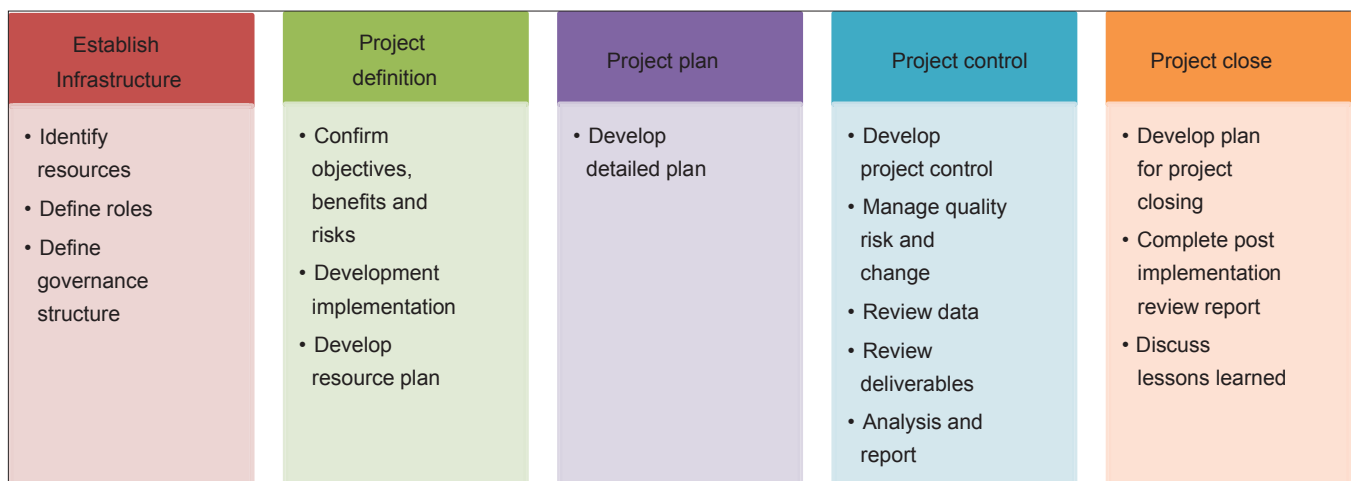 Establish
Infrastructure
• Identify
resources
• Define roles
• Define
governance
structure
Project
definition
• Confirm
objectives,
benefits and
risks
• Development
implementation
• Develop
resource plan
Project plan
• Develop
detailed plan
Project control
• Develop
project control
• Manage quality
risk and
change
• Review data
• Review
deliverables
• Analysis and
report
Project close
• Develop plan
for project
closing
• Complete post
implementation
review report
• Discuss
lessons learned